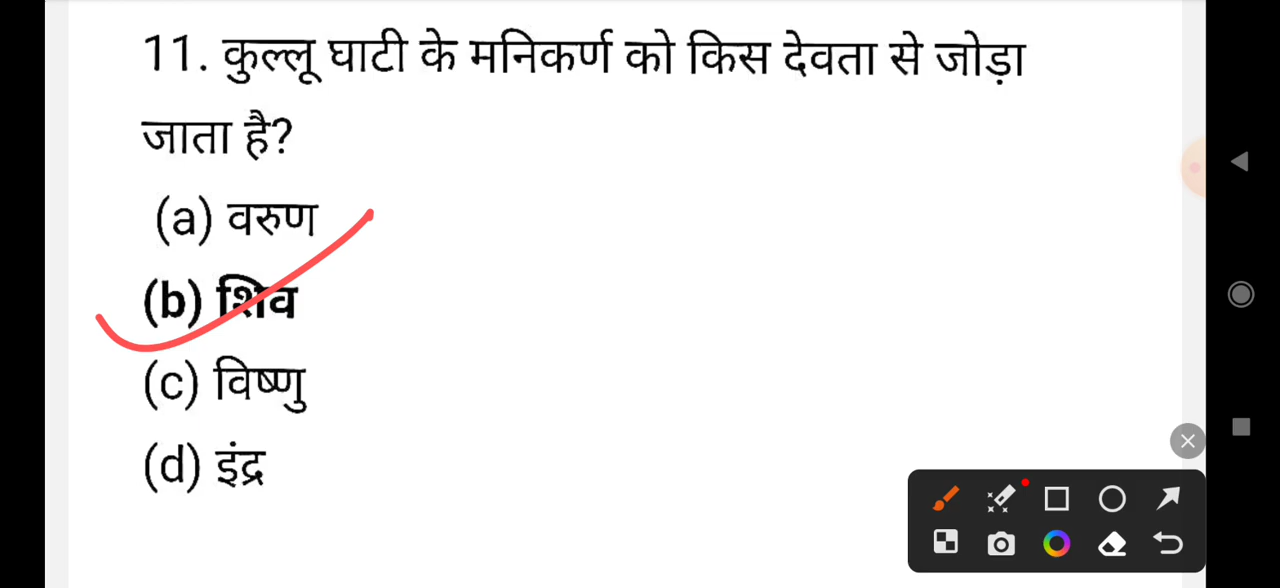 11. कुल्लू घाटी के मनिकर्ण को किस देवता से जोड़ा
जाता है?
(a) वरुण
(b) शिव
(c) विष्णु
(d) इंद्र